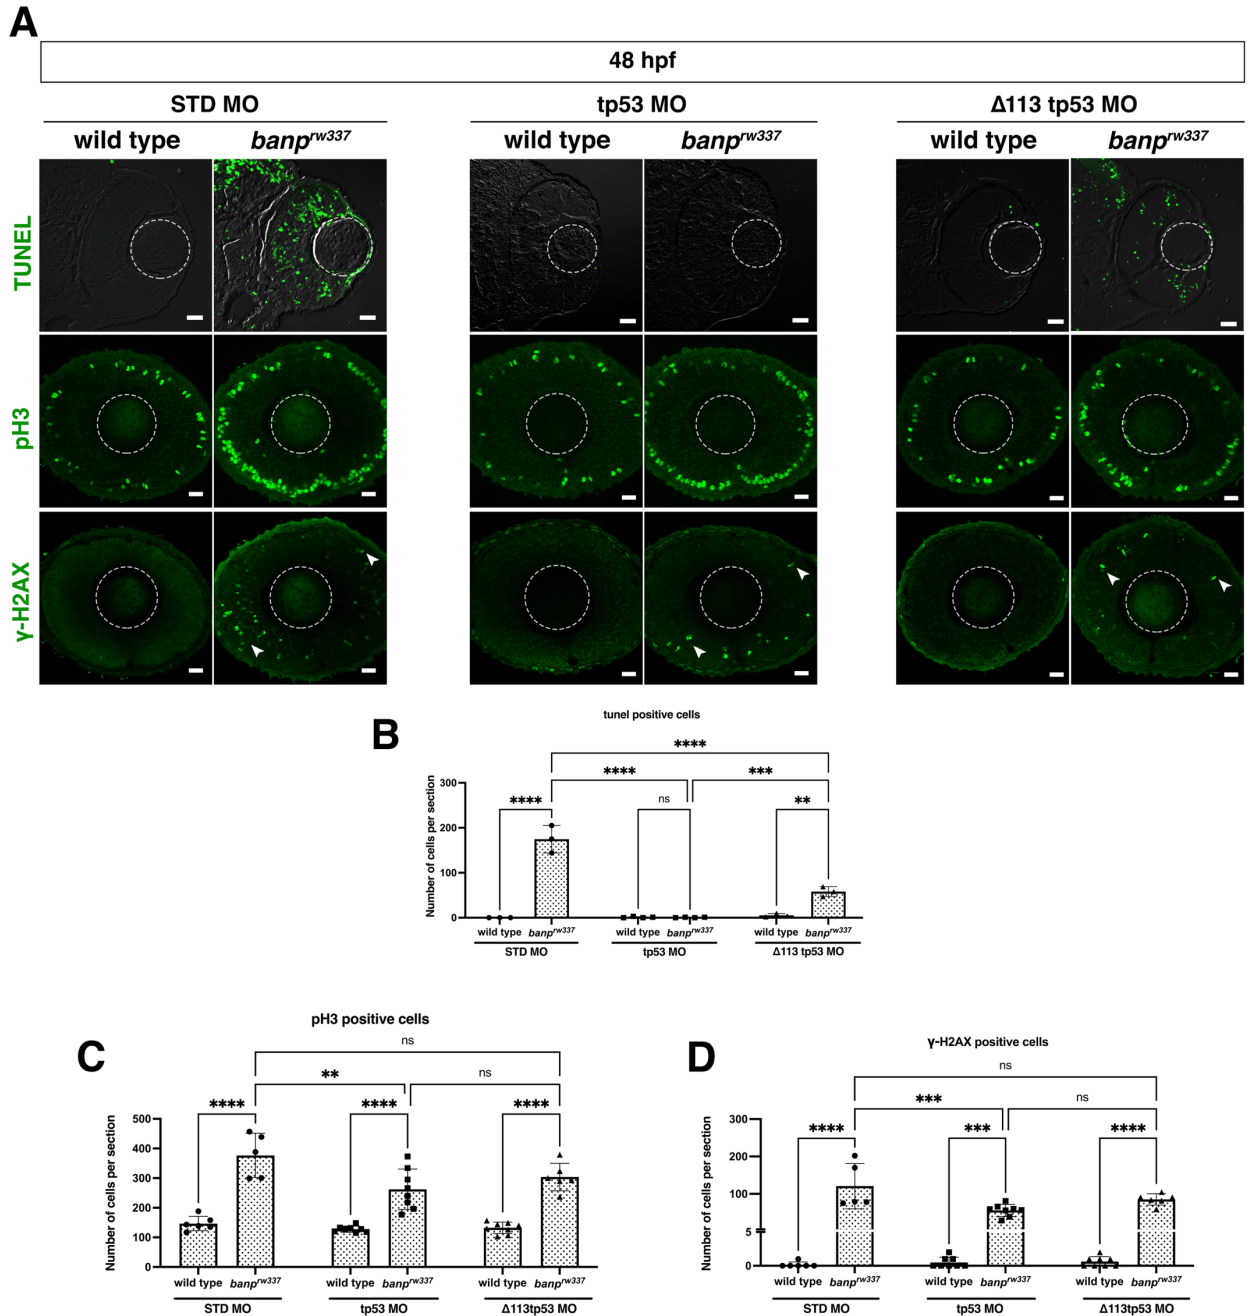 A
48 hpf
STD MO
tp53 MO
Δ113 tp53 MO
wild type banp^rw337 wild type banp^rw337 wild type banp^rw337
TUNEL
pH3
γ-H2AX
B
tunel positive cells
****
**** ***
**** ns **
Number of cells per section
300
200
100
0
wild type banp^rw337 wild type banp^rw337 wild type banp^rw337
STD MO tp53 MO Δ113 tp53 MO
C
pH3 positive cells
ns
** ns
**** **** ****
Number of cells per section
500
400
300
200
100
0
wild type banp^rw337 wild type banp^rw337 wild type banp^rw337
STD MO tp53 MO Δ113tp53 MO
D
γ-H2AX positive cells
ns
*** ns
**** *** ****
Number of cells per section
300
200
100
5
0
wild type banp^rw337 wild type banp^rw337 wild type banp^rw337
STD MO tp53 MO Δ113tp53 MO